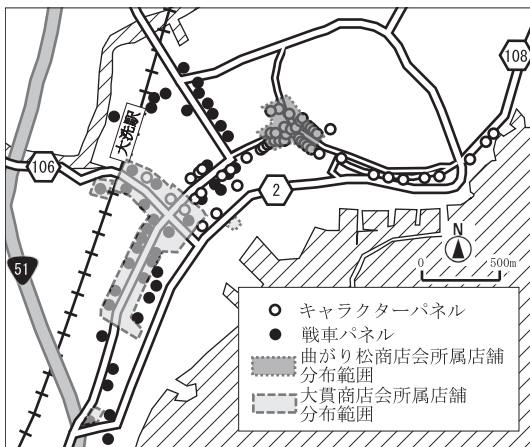 108
大洗駅
106
2
51
N
0 500m
キャラクターパネル
戦車パネル
曲がり松商店会所属店舗
分布範囲
大貫商店会所属店舗
分布範囲